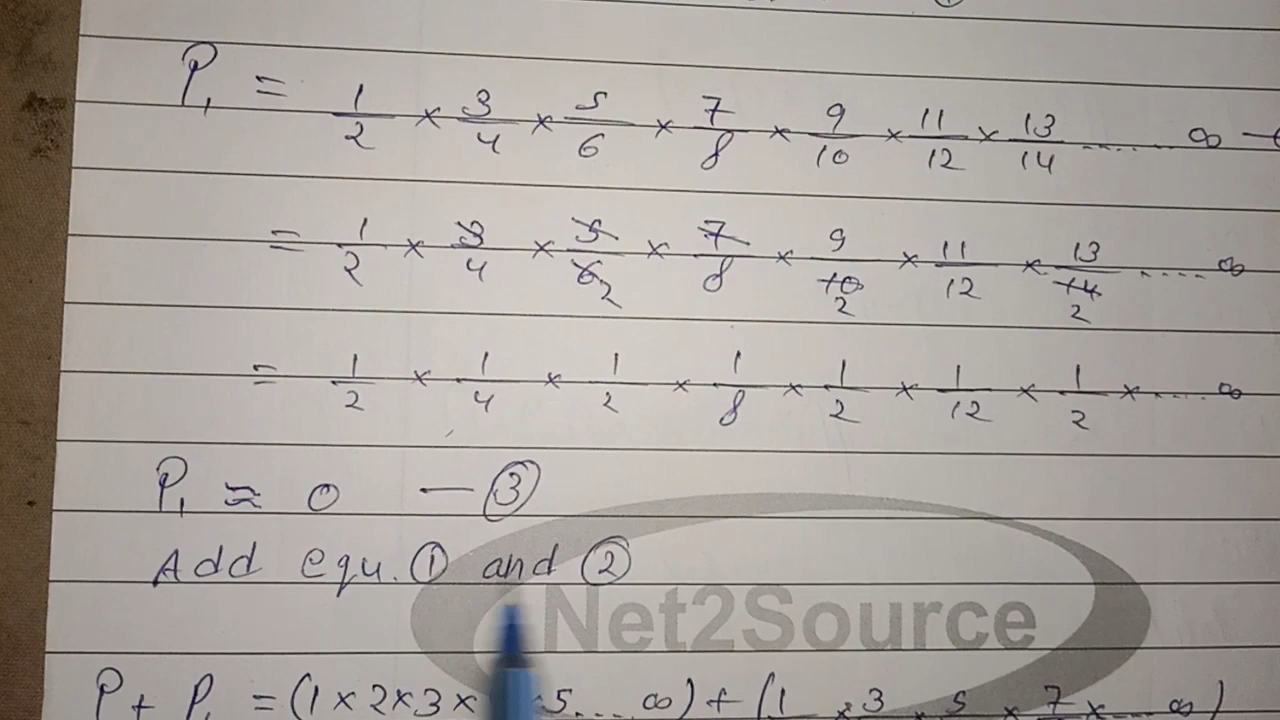 P₁ = 1/2 × 3/4 × 5/6 × 7/8 × 9/10 × 11/12 × 13/14 ..... ∞ –
= 1/2 × 3/4 × 5/6 2 × 7/8 × 9/10 2 × 11/12 × 13/14 2 .... ∞
= 1/2 × 1/4 × 1/2 × 1/8 × 1/2 × 1/12 × 1/2 × .... ∞
P₁ ≈ 0 — ③
Add equ. ① and ②
Net2Source
P + P₁ = (1×2×3× ×5... ∞) + (1 × 3 × 5 × 7 × ... ∞)